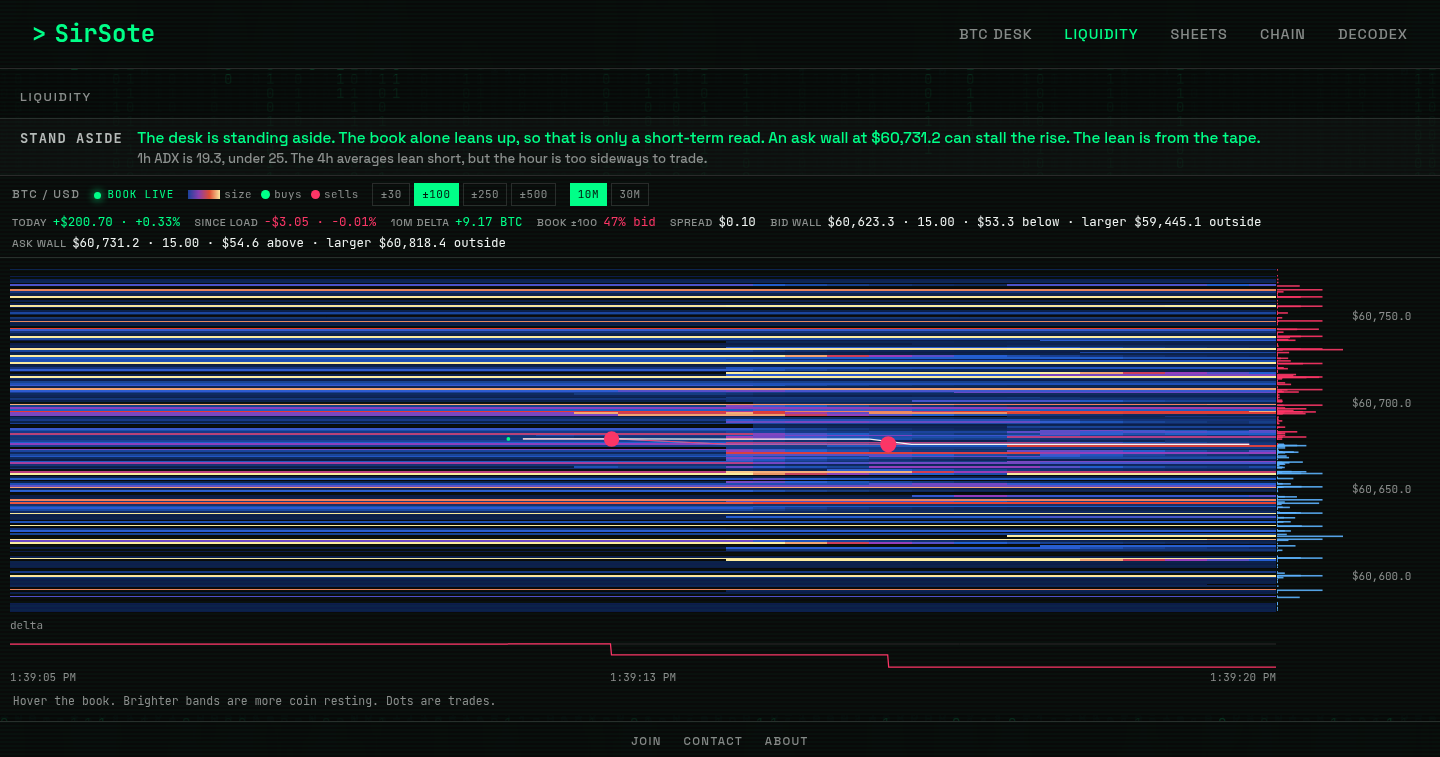 > SirSote
BTC DESK LIQUIDITY SHEETS CHAIN DECODEX
LIQUIDITY
STAND ASIDE The desk is standing aside. The book alone leans up, so that is only a short-term read. An ask wall at $60,731.2 can stall the rise. The lean is from the tape.
1h ADX is 19.3, under 25. The 4h averages lean short, but the hour is too sideways to trade.
BTC / USD BOOK LIVE size buys sells ±30 ±100 ±250 ±500 10M 30M
TODAY +$200.70 · +0.33% SINCE LOAD -$3.05 · -0.01% 10M DELTA +9.17 BTC BOOK ±100 47% bid SPREAD $0.10 BID WALL $60,623.3 · 15.00 · $53.3 below · larger $59,445.1 outside
ASK WALL $60,731.2 · 15.00 · $54.6 above · larger $60,818.4 outside
$60,750.0
$60,700.0
$60,650.0
$60,600.0
delta
1:39:05 PM 1:39:13 PM 1:39:20 PM
Hover the book. Brighter bands are more coin resting. Dots are trades.
JOIN CONTACT ABOUT